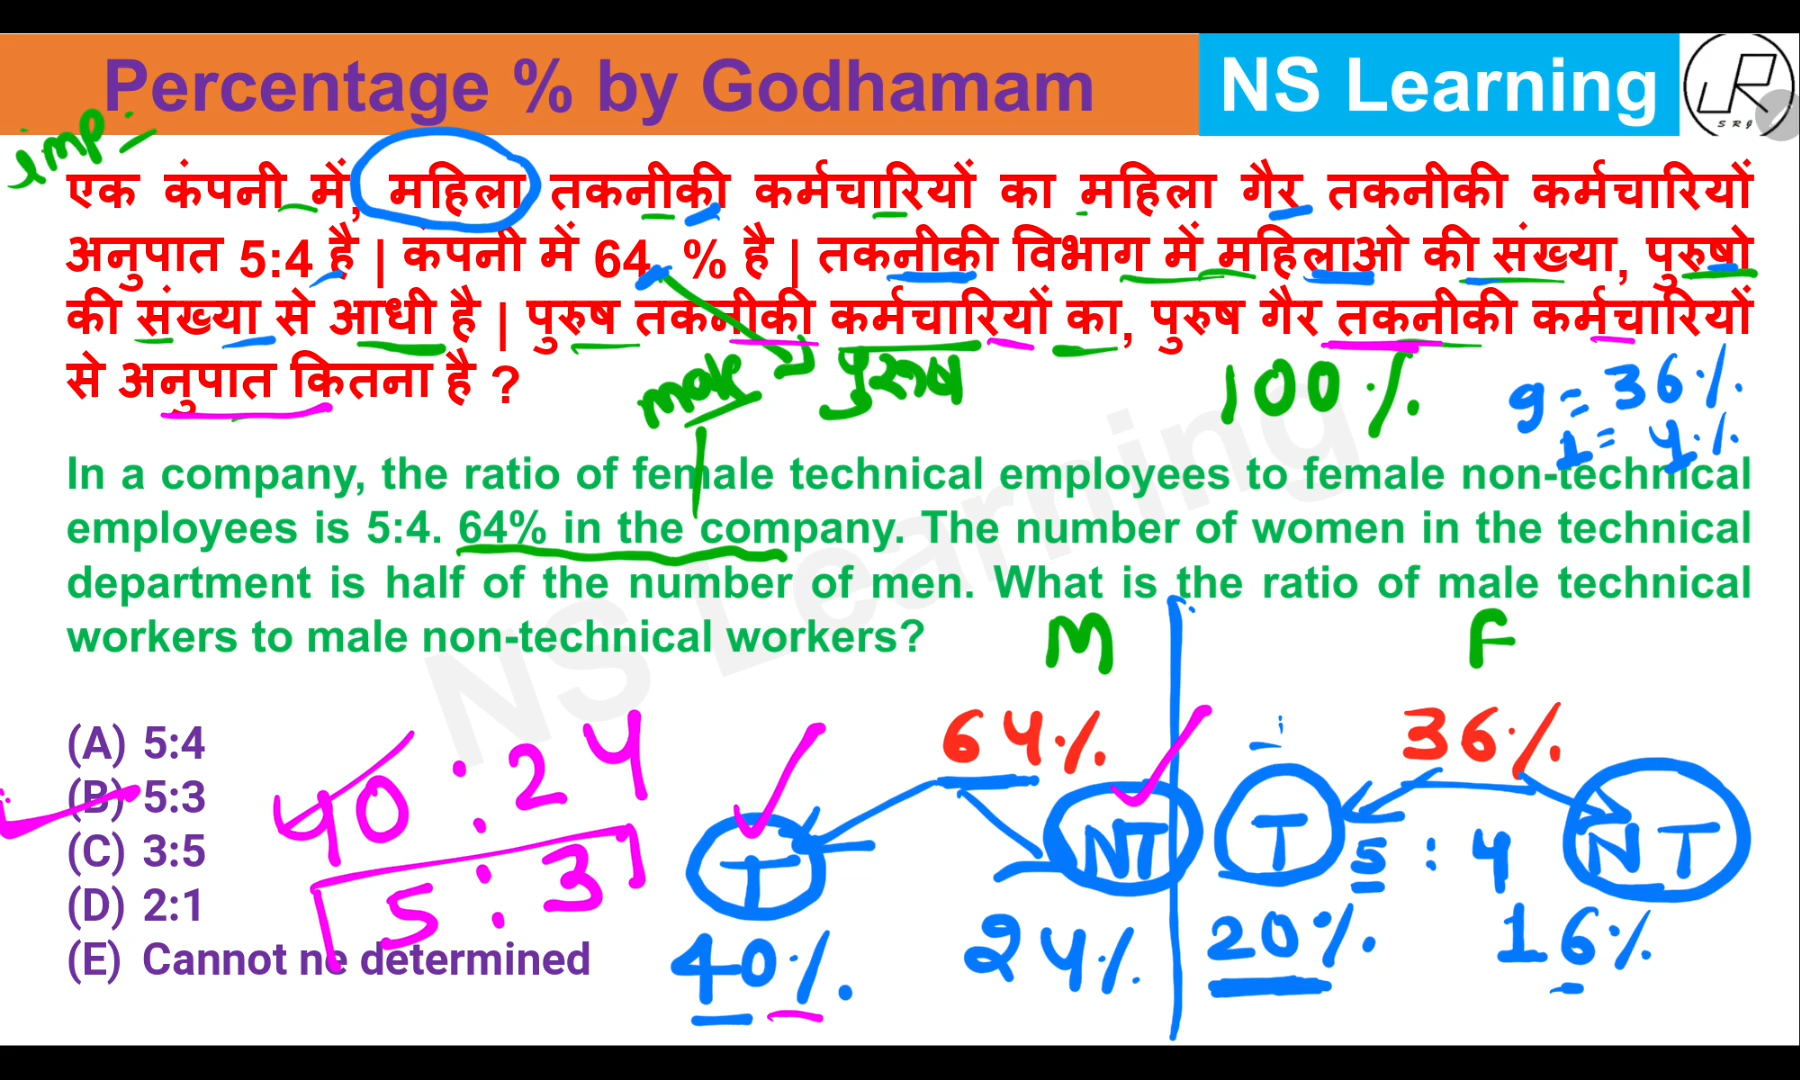 Percentage % by Godhamam
NS Learning
SRJ
imp:-
एक कंपनी में, महिला तकनीकी कर्मचारियों का महिला गैर तकनीकी कर्मचारियों
अनुपात 5:4 है | कंपनी में 64 % है | तकनीकी विभाग में महिलाओ की संख्या, पुरुषो
की संख्या से आधी है | पुरुष तकनीकी कर्मचारियों का, पुरुष गैर तकनीकी कर्मचारियों
से अनुपात कितना है ?
male पुरुष 100 % 9 = 36 %
1 = 4 %
In a company, the ratio of female technical employees to female non-technical
employees is 5:4. 64% in the company. The number of women in the technical
department is half of the number of men. What is the ratio of male technical
workers to male non-technical workers?
M F
64 % 36 %
(A) 5:4
(B) 5:3
(C) 3:5
(D) 2:1
(E) Cannot ne determined
40 : 24
5 : 3
T NT T 5 : 4 NT
40 % 24 % 20 % 16 %
NS Learning